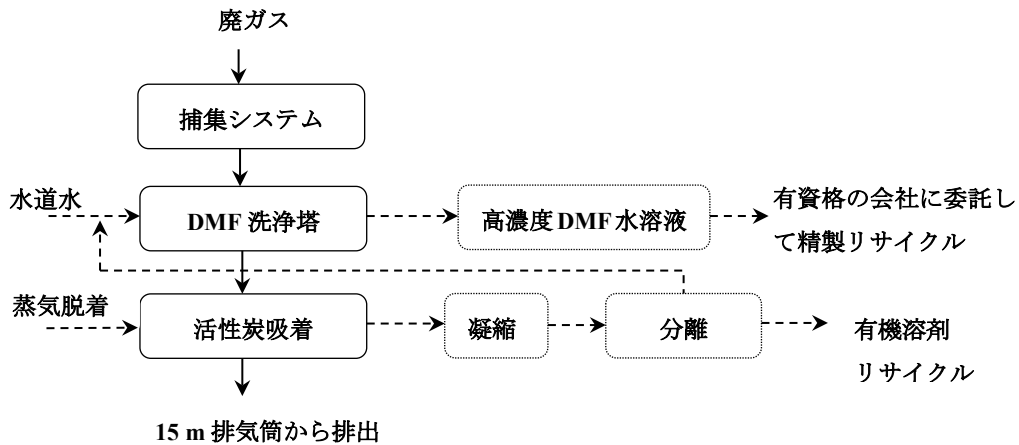 廃ガス
捕集システム
水道水
DMF 洗浄塔
高濃度 DMF 水溶液
有資格の会社に委託し
て精製リサイクル
蒸気脱着
活性炭吸着
凝縮
分離
有機溶剤
リサイクル
15 m 排気筒から排出